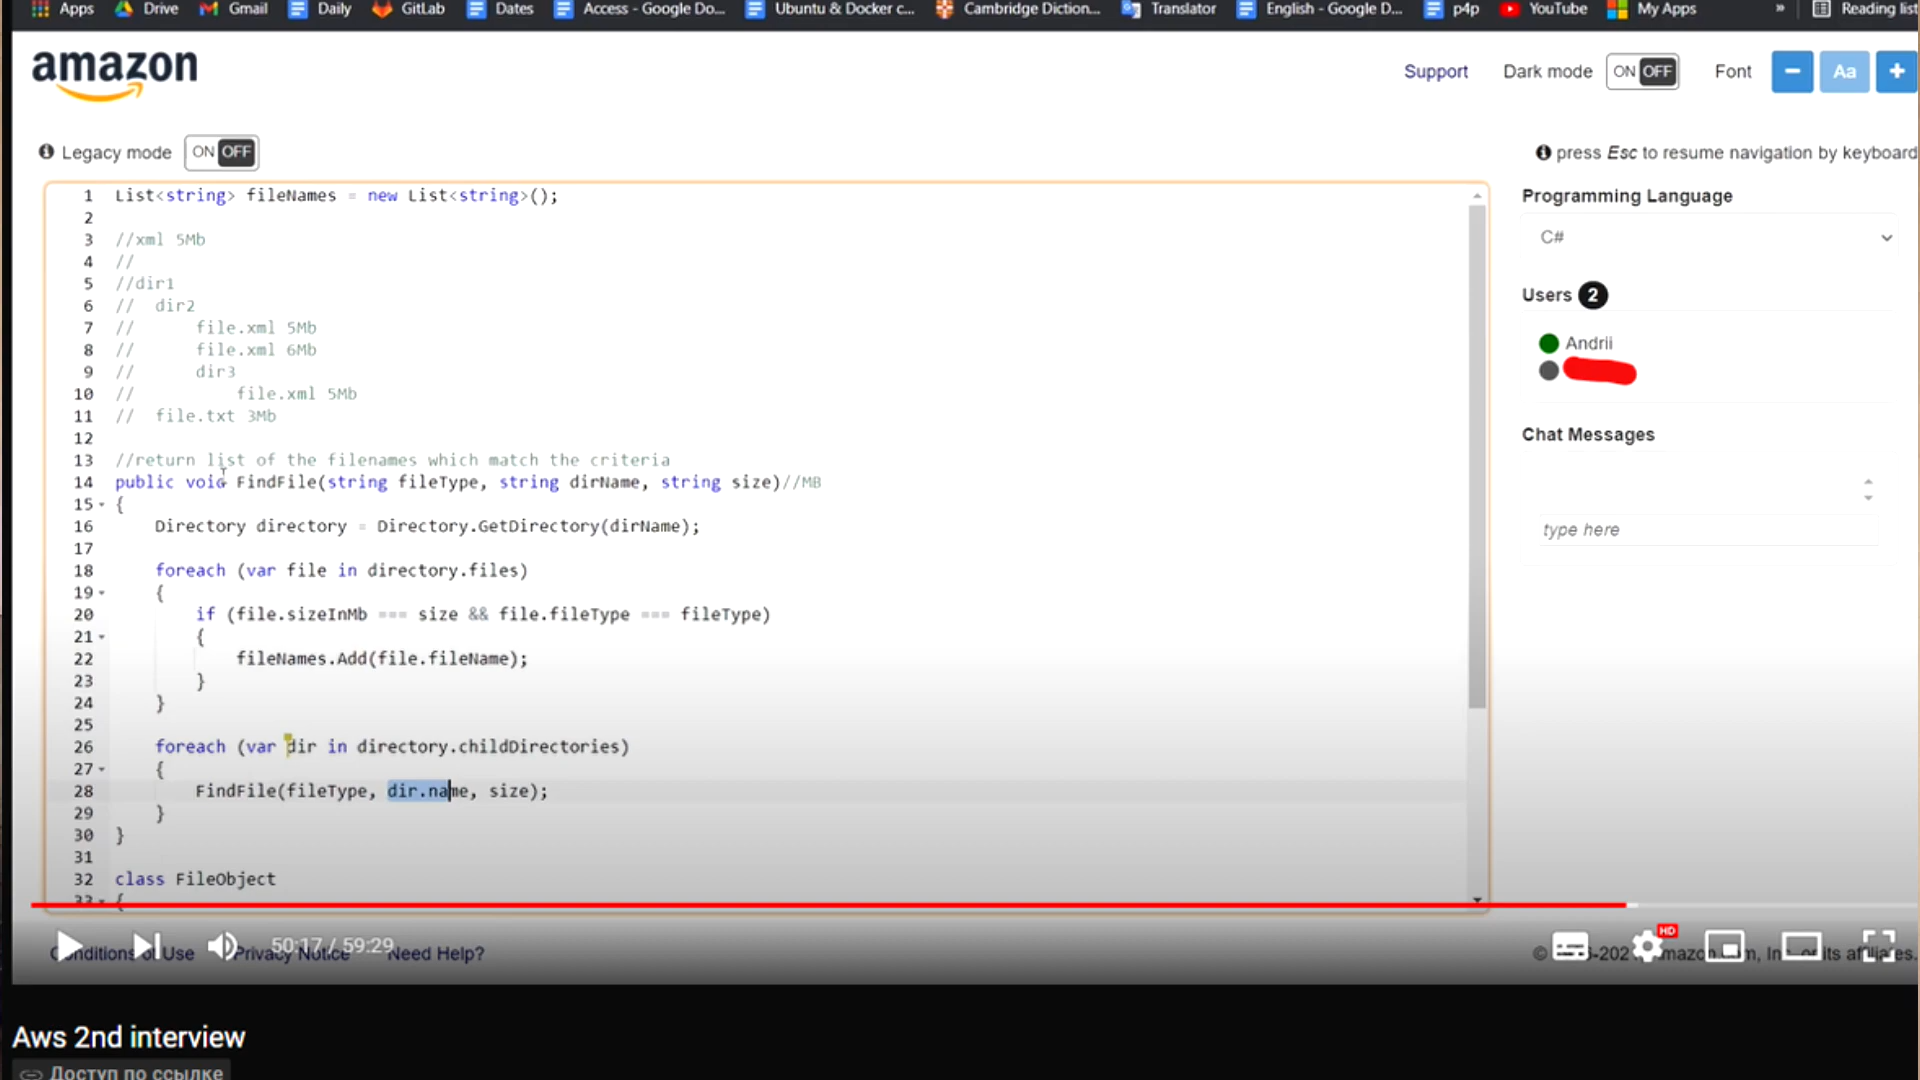 Apps Drive Gmail Daily GitLab Dates Access - Google Do... Ubuntu & Docker c... Cambridge Diction... Translator English - Google D... p4p YouTube My Apps » Reading list
amazon
Support Dark mode ON OFF Font − Aa +
Legacy mode ON OFF
press Esc to resume navigation by keyboard
1 List<string> fileNames = new List<string>();
2
3 //xml 5Mb
4 //
5 //dir1
6 // dir2
7 // file.xml 5Mb
8 // file.xml 6Mb
9 // dir3
10 // file.xml 5Mb
11 // file.txt 3Mb
12
13 //return list of the filenames which match the criteria
14 public void FindFile(string fileType, string dirName, string size)//MB
15 {
16 Directory directory = Directory.GetDirectory(dirName);
17
18 foreach (var file in directory.files)
19 {
20 if (file.sizeInMb === size && file.fileType === fileType)
21 {
22 fileNames.Add(file.fileName);
23 }
24 }
25
26 foreach (var dir in directory.childDirectories)
27 {
28 FindFile(fileType, dir.name, size);
29 }
30 }
31
32 class FileObject
33 {
Programming Language
C#
Users 2
Andrii
Chat Messages
type here
50:17 / 59:29
Conditions of Use Privacy Notice Need Help?
HD
Aws 2nd interview
Доступ по ссылке